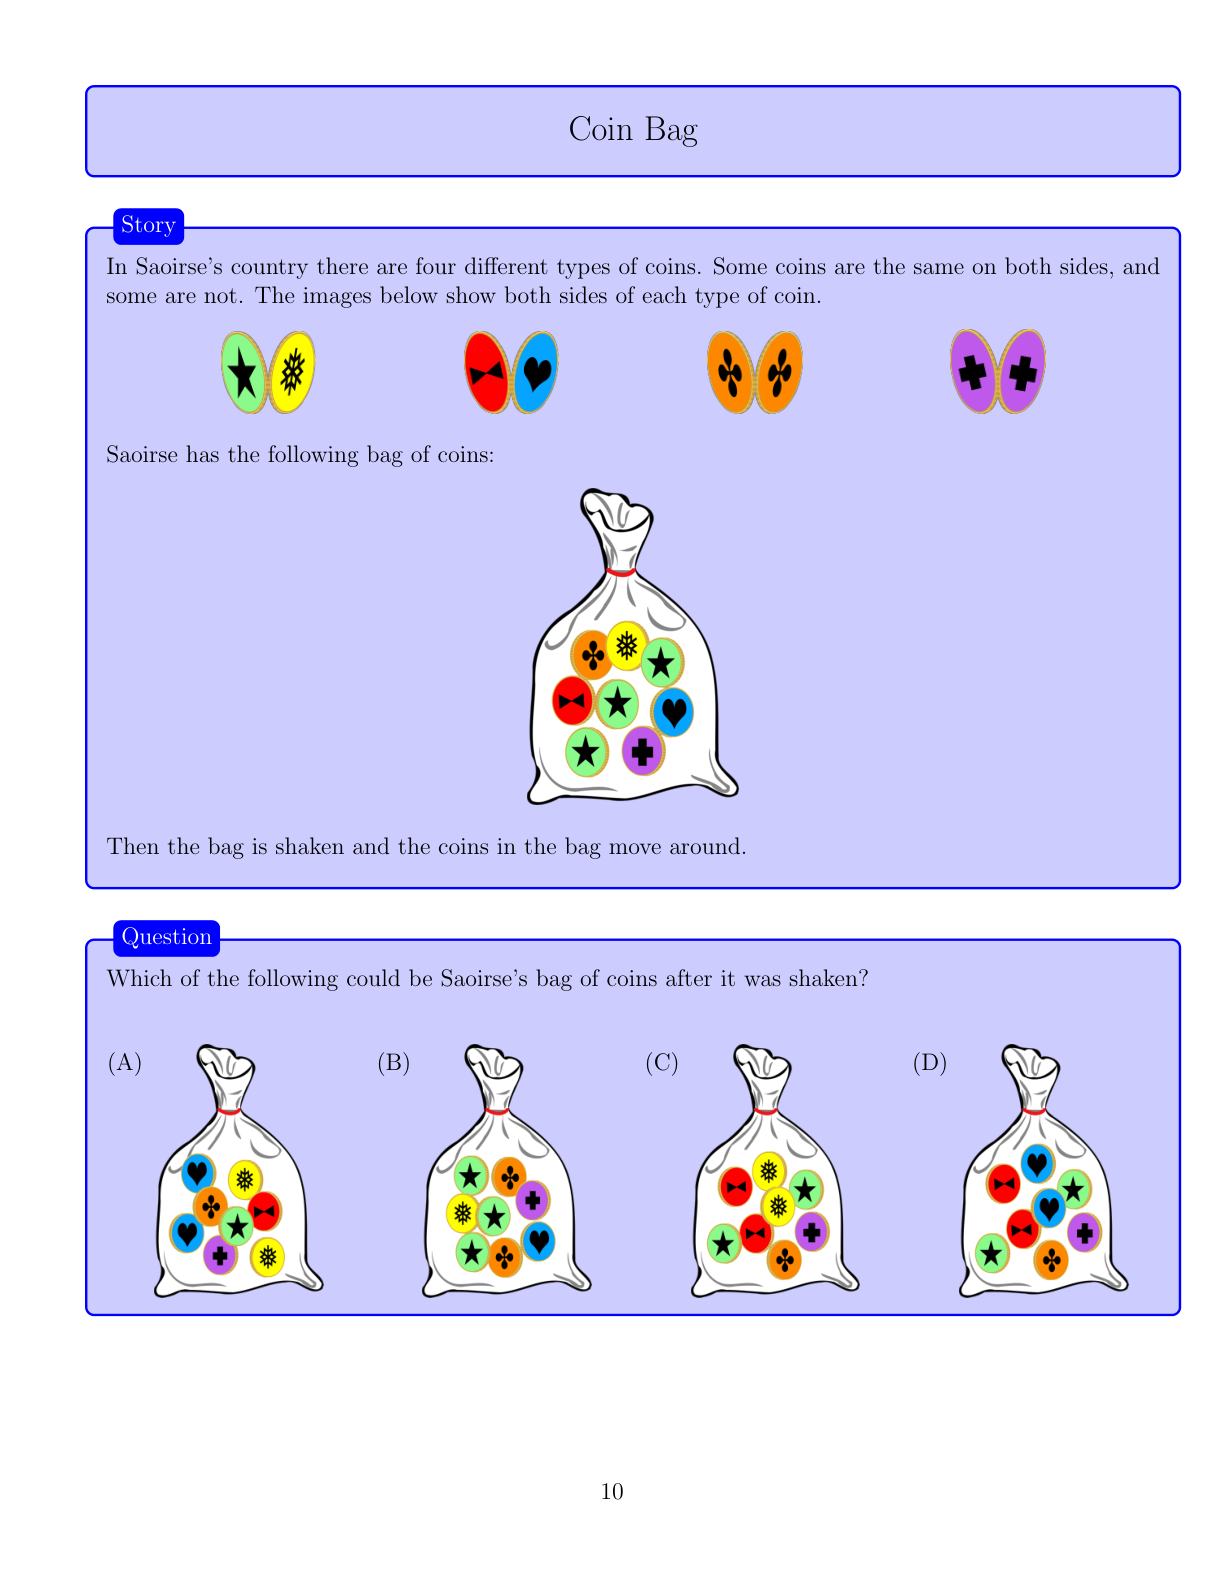 Coin Bag
Story
In Saoirse's country there are four different types of coins. Some coins are the same on both sides, and
some are not. The images below show both sides of each type of coin.
Saoirse has the following bag of coins:
Then the bag is shaken and the coins in the bag move around.
Question
Which of the following could be Saoirse's bag of coins after it was shaken?
(A) (B) (C) (D)
10